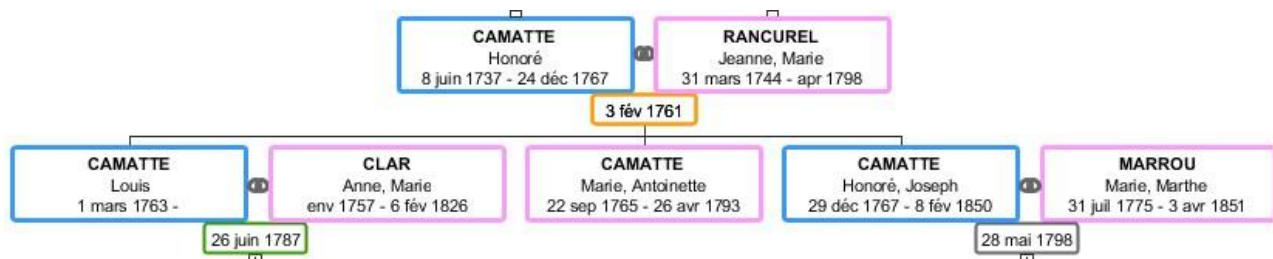 CAMATTE
Honoré
8 juin 1737 - 24 déc 1767
RANCUREL
Jeanne, Marie
31 mars 1744 - apr 1798
3 fév 1761
CAMATTE
Louis
1 mars 1763 -
CLAR
Anne, Marie
env 1757 - 6 fév 1826
CAMATTE
Marie, Antoinette
22 sep 1765 - 26 avr 1793
CAMATTE
Honoré, Joseph
29 déc 1767 - 8 fév 1850
MARROU
Marie, Marthe
31 juil 1775 - 3 avr 1851
26 juin 1787
28 mai 1798